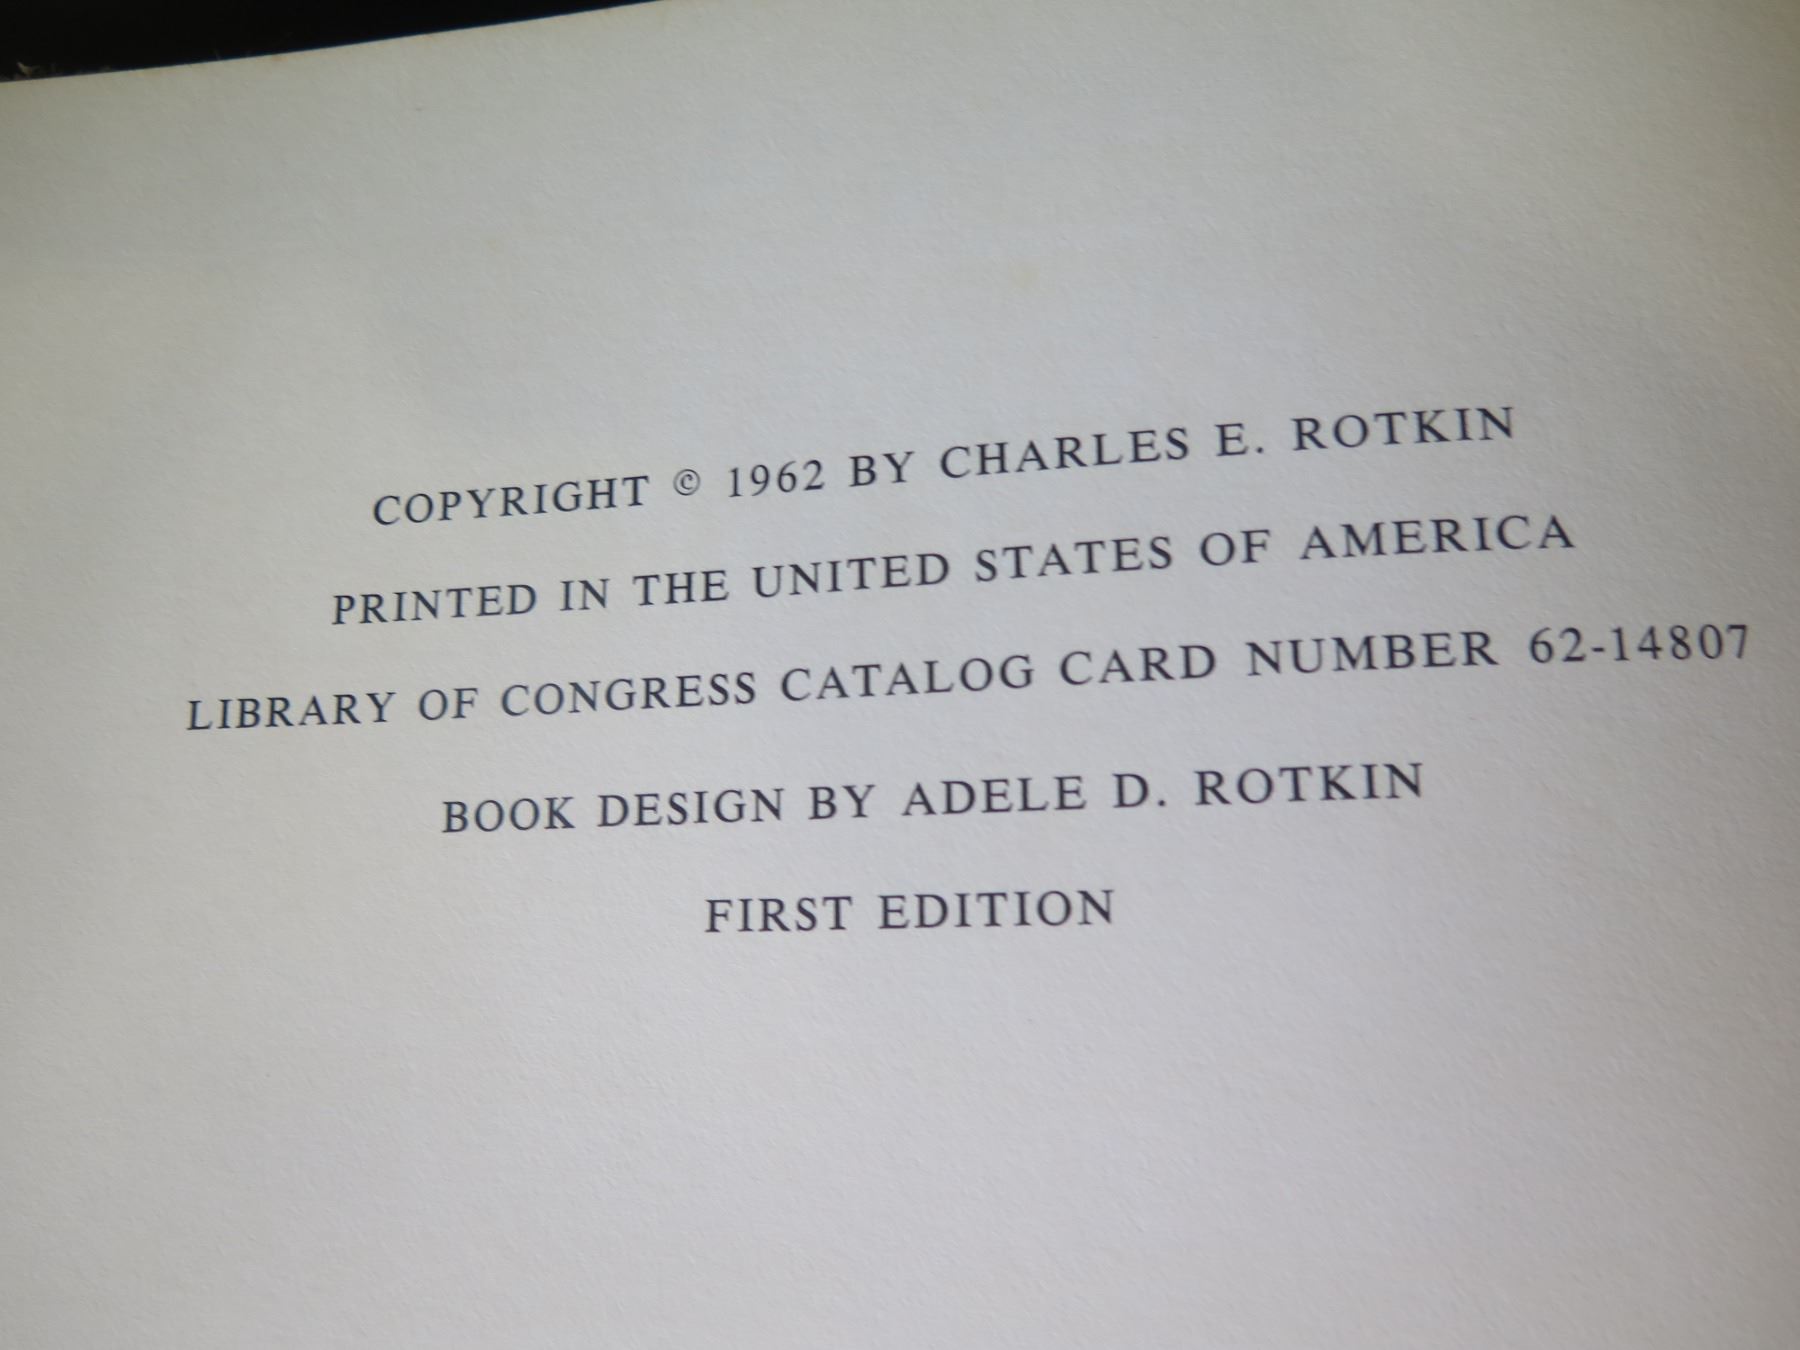 COPYRIGHT © 1962 BY CHARLES E. ROTKIN
PRINTED IN THE UNITED STATES OF AMERICA
LIBRARY OF CONGRESS CATALOG CARD NUMBER 62-14807
BOOK DESIGN BY ADELE D. ROTKIN
FIRST EDITION